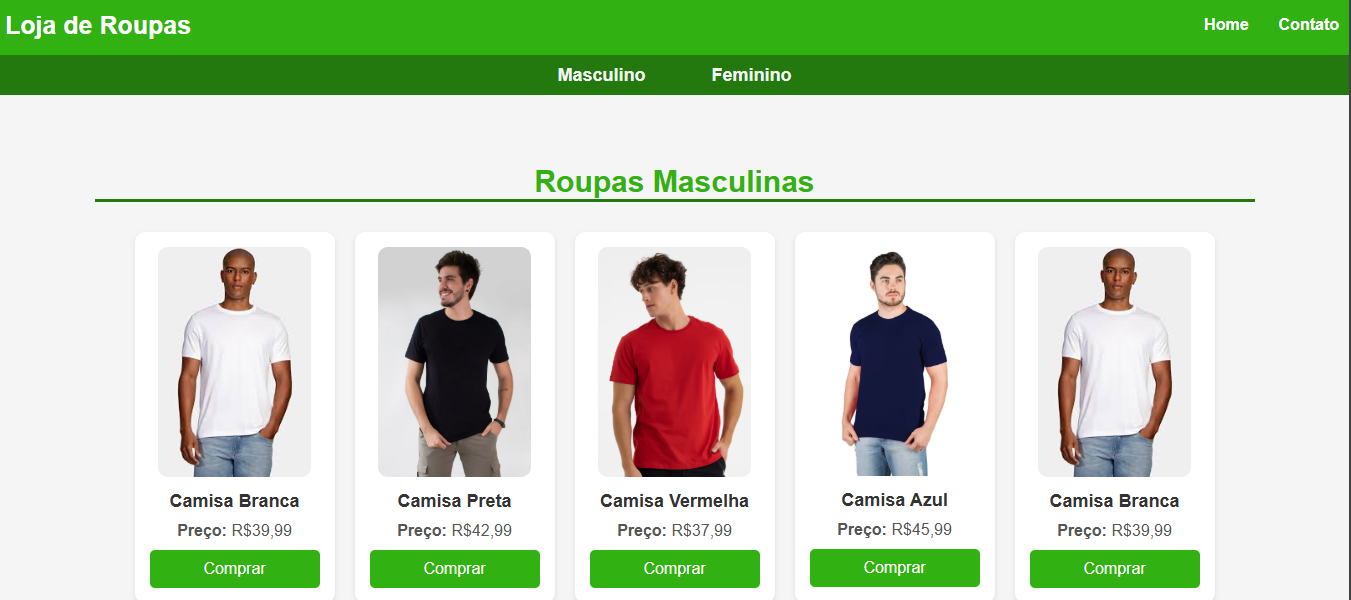 Loja de Roupas
Home Contato
Masculino Feminino
Roupas Masculinas
Camisa Branca
Preço: R$39,99
Comprar
Camisa Preta
Preço: R$42,99
Comprar
Camisa Vermelha
Preço: R$37,99
Comprar
Camisa Azul
Preço: R$45,99
Comprar
Camisa Branca
Preço: R$39,99
Comprar